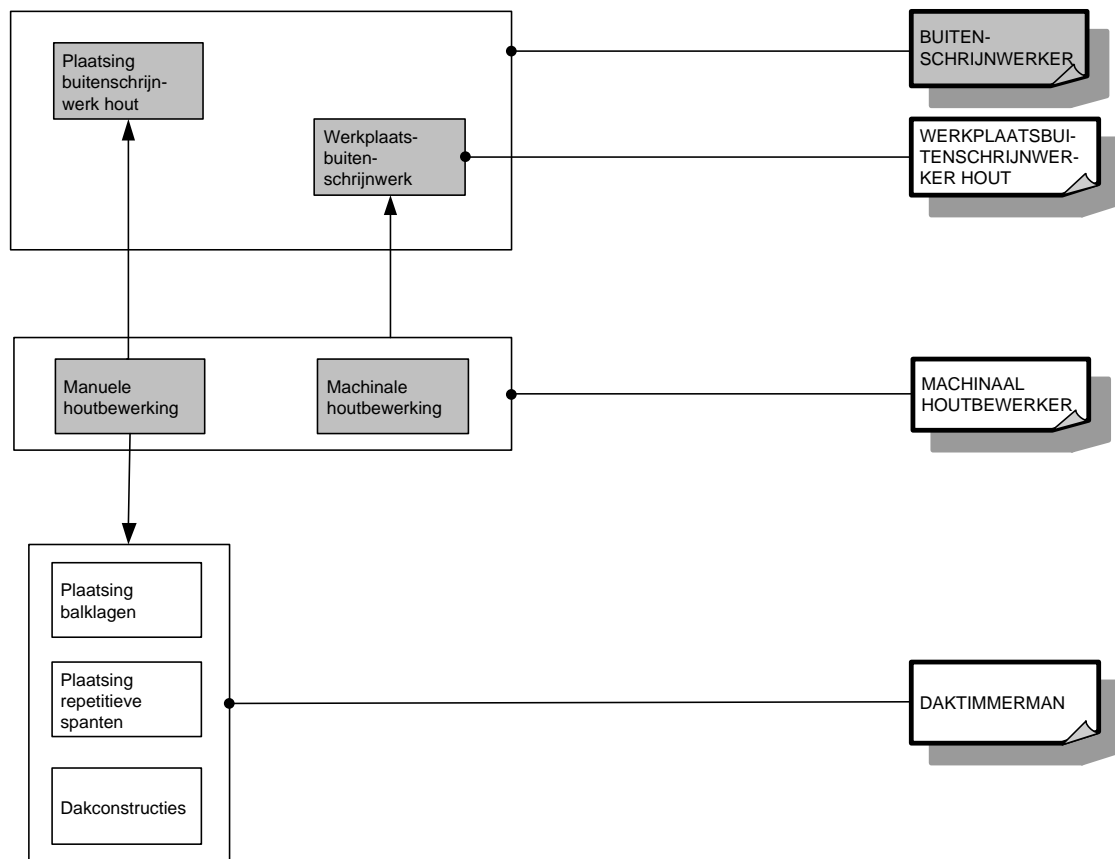 Plaatsing
buitenschrijn-
werk hout
BUITEN-
SCHRIJNWERKER
Werkplaats-
buiten-
schrijnwerk
WERKPLAATSBUI-
TENSCHRIJNWER-
KER HOUT
Manuele
houtbewerking
Machinale
houtbewerking
MACHINAAL
HOUTBEWERKER
Plaatsing
balklagen
Plaatsing
repetitieve
spanten
DAKTIMMERMAN
Dakconstructies